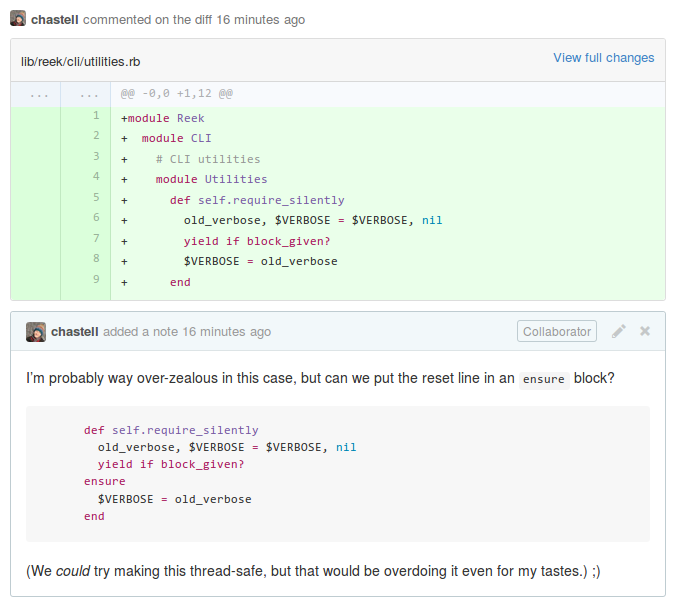 chastell commented on the diff 16 minutes ago
lib/reek/cli/utilities.rb View full changes
... ... @@ -0,0 +1,12 @@
1 +module Reek
2 +  module CLI
3 +    # CLI utilities
4 +    module Utilities
5 +      def self.require_silently
6 +        old_verbose, $VERBOSE = $VERBOSE, nil
7 +        yield if block_given?
8 +        $VERBOSE = old_verbose
9 +      end
chastell added a note 16 minutes ago Collaborator
I'm probably way over-zealous in this case, but can we put the reset line in an ensure block?
def self.require_silently
  old_verbose, $VERBOSE = $VERBOSE, nil
  yield if block_given?
ensure
  $VERBOSE = old_verbose
end
(We could try making this thread-safe, but that would be overdoing it even for my tastes.) ;)